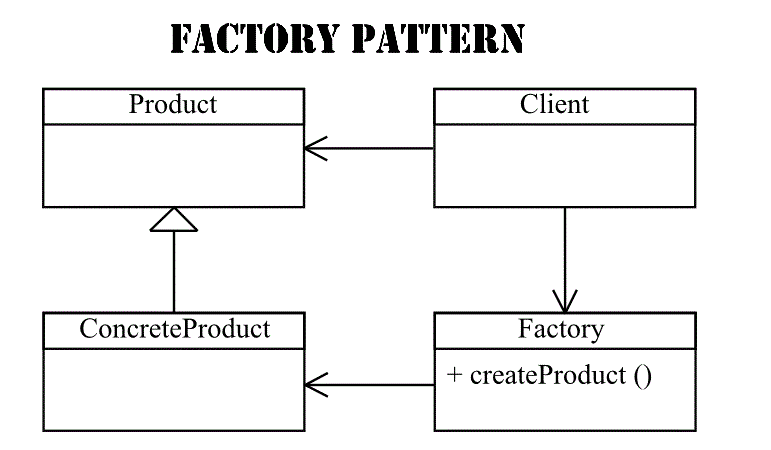 FACTORY PATTERN
Product
Client
ConcreteProduct
Factory
+ createProduct ()